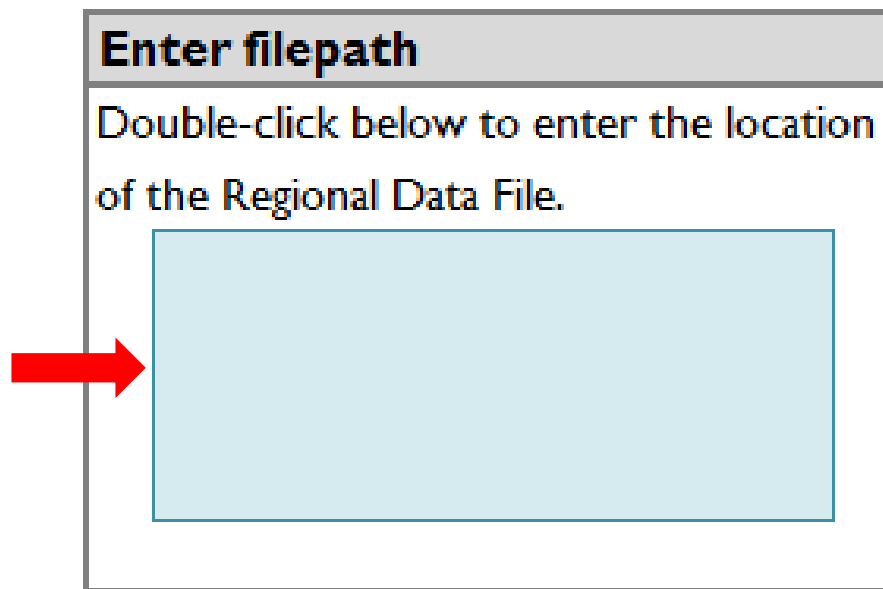 Enter filepath
Double-click below to enter the location
of the Regional Data File.